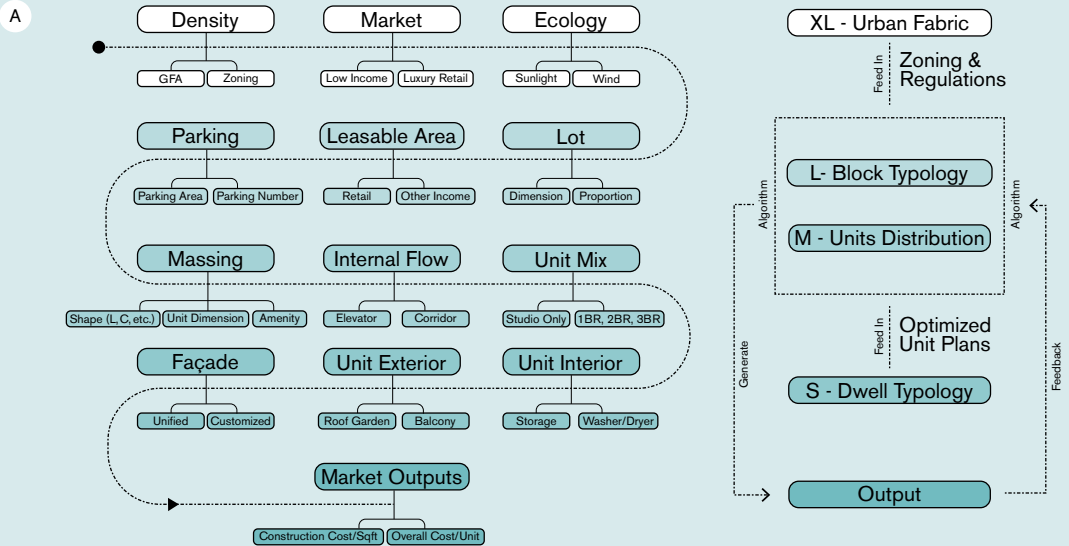 A
Density
Market
Ecology
GFA
Zoning
Low Income
Luxury Retail
Sunlight
Wind
Parking
Leasable Area
Lot
Parking Area
Parking Number
Retail
Other Income
Dimension
Proportion
Massing
Internal Flow
Unit Mix
Shape (L, C, etc.)
Unit Dimension
Amenity
Elevator
Corridor
Studio Only
1BR, 2BR, 3BR
Façade
Unit Exterior
Unit Interior
Unified
Customized
Roof Garden
Balcony
Storage
Washer/Dryer
Market Outputs
Construction Cost/Sqft
Overall Cost/Unit
XL - Urban Fabric
Feed In
Zoning &
Regulations
Algorithm
L- Block Typology
M - Units Distribution
Algorithm
Feed In
Optimized
Unit Plans
Generate
S - Dwell Typology
Feedback
Output